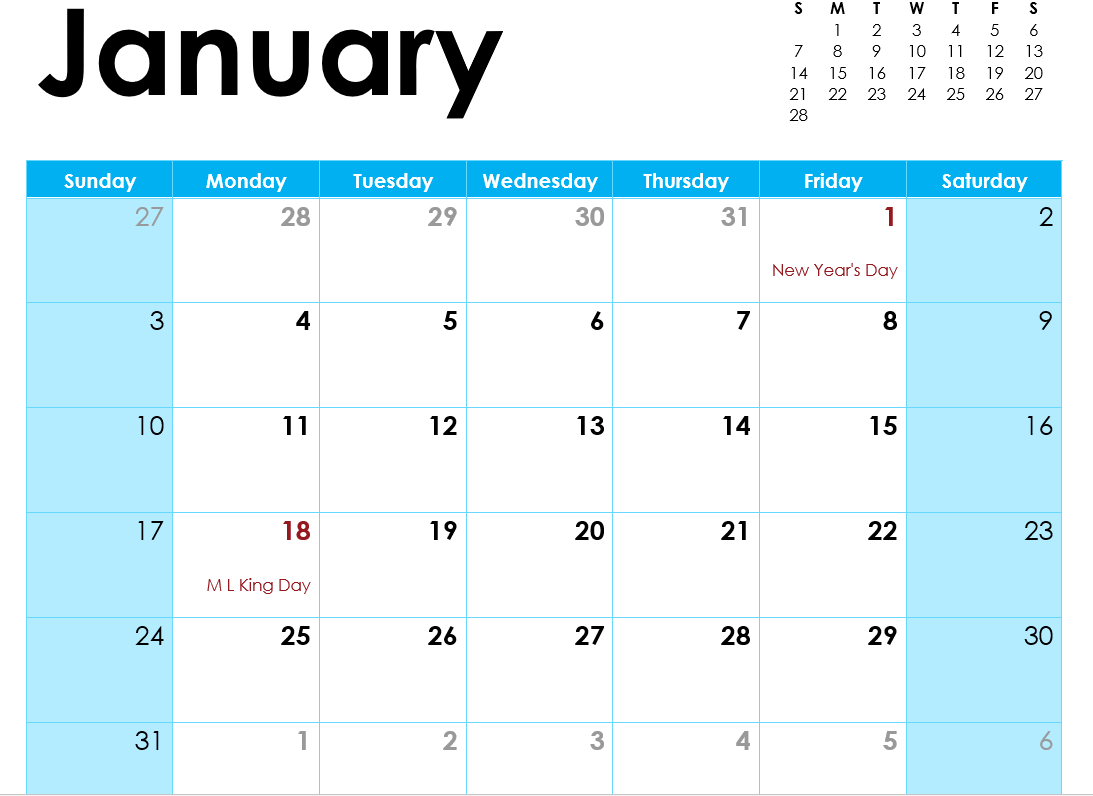 January
S M T W T F S
1 2 3 4 5 6
7 8 9 10 11 12 13
14 15 16 17 18 19 20
21 22 23 24 25 26 27
28
Sunday Monday Tuesday Wednesday Thursday Friday Saturday
27 28 29 30 31 1 2
New Year's Day
3 4 5 6 7 8 9
10 11 12 13 14 15 16
17 18 19 20 21 22 23
M L King Day
24 25 26 27 28 29 30
31 1 2 3 4 5 6